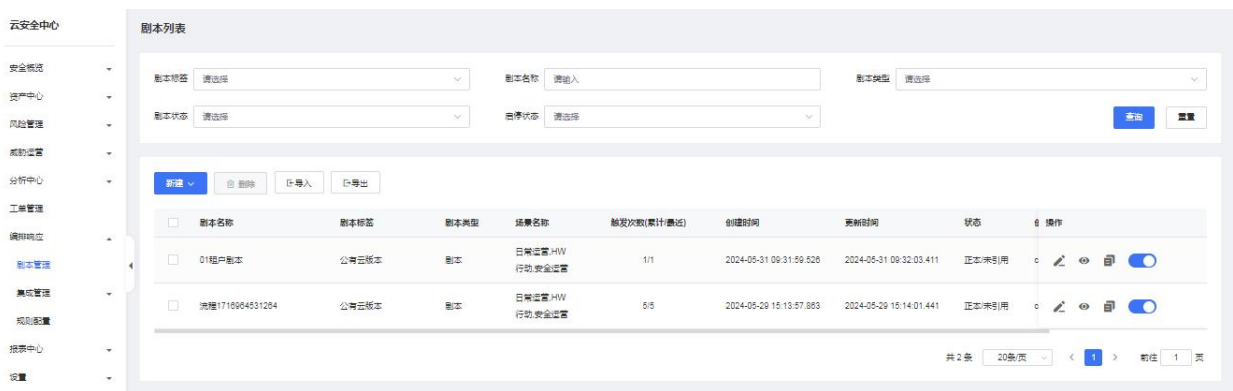 云安全中心
安全概览
资产中心
风险管理
威胁运营
分析中心
工单管理
编排响应
剧本管理
集成管理
规则配置
报表中心
设置
剧本列表
剧本标签 请选择
剧本名称 请输入
剧本类型 请选择
剧本状态 请选择
启停状态 请选择
查询 重置
新建 删除 导入 导出
剧本名称 剧本标签 剧本类型 场景名称 触发次数(累计/最近) 创建时间 更新时间 状态 操作
01租户剧本 公有云版本 剧本 日常运营,HW
行动,安全运营 1/1 2024-05-31 09:31:59.526 2024-05-31 09:32:03.411 正本/未引用
流程1716964531264 公有云版本 剧本 日常运营,HW
行动,安全运营 5/5 2024-05-29 15:13:57.863 2024-05-29 15:14:01.441 正本/未引用
共 2 条 20条/页 1 前往 1 页